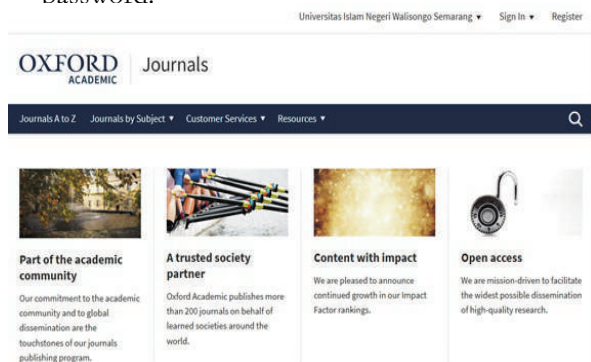 password.
Universitas Islam Negeri Walisongo Semarang ▾ Sign In ▾ Register
OXFORD
ACADEMIC
Journals
Journals A to Z Journals by Subject ▾ Customer Services ▾ Resources ▾
Part of the academic
community
Our commitment to the academic
community and to global
dissemination are the
touchstones of our journals
publishing program.
A trusted society
partner
Oxford Academic publishes more
than 200 journals on behalf of
learned societies around the
world.
Content with impact
We are pleased to announce
continued growth in our Impact
Factor rankings.
Open access
We are mission-driven to facilitate
the widest possible dissemination
of high-quality research.